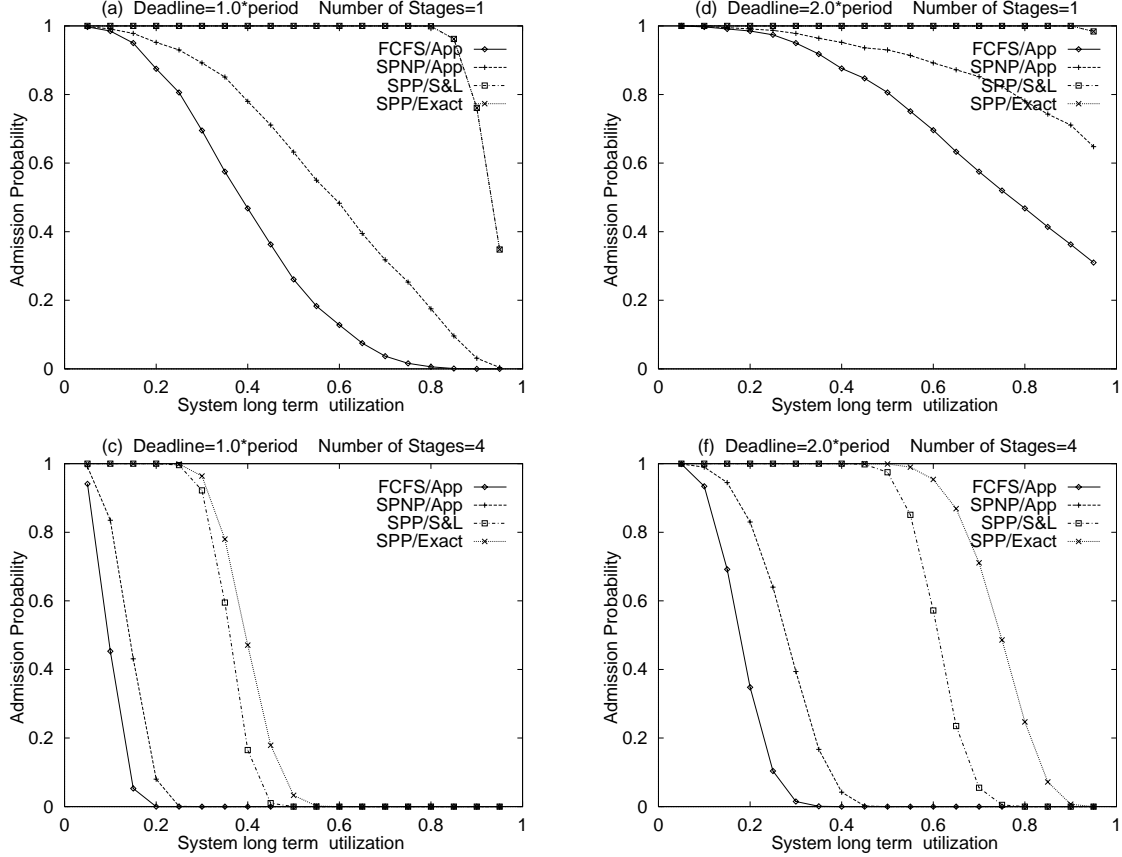 (a) Deadline=1.0*period Number of Stages=1
1
0.8
0.6
0.4
0.2
0
Admission Probability
FCFS/App
SPNP/App
SPP/S&L
SPP/Exact
0 0.2 0.4 0.6 0.8 1
System long term utilization
(d) Deadline=2.0*period Number of Stages=1
1
0.8
0.6
0.4
0.2
0
Admission Probability
FCFS/App
SPNP/App
SPP/S&L
SPP/Exact
0 0.2 0.4 0.6 0.8 1
System long term utilization
(c) Deadline=1.0*period Number of Stages=4
1
0.8
0.6
0.4
0.2
0
Admission Probability
FCFS/App
SPNP/App
SPP/S&L
SPP/Exact
0 0.2 0.4 0.6 0.8 1
System long term utilization
(f) Deadline=2.0*period Number of Stages=4
1
0.8
0.6
0.4
0.2
0
Admission Probability
FCFS/App
SPNP/App
SPP/S&L
SPP/Exact
0 0.2 0.4 0.6 0.8 1
System long term utilization